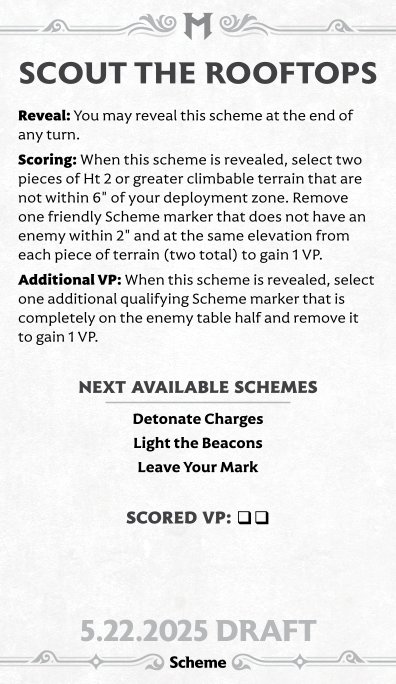 M
SCOUT THE ROOFTOPS
Reveal: You may reveal this scheme at the end of
any turn.
Scoring: When this scheme is revealed, select two
pieces of Ht 2 or greater climbable terrain that are
not within 6" of your deployment zone. Remove
one friendly Scheme marker that does not have an
enemy within 2" and at the same elevation from
each piece of terrain (two total) to gain 1 VP.
Additional VP: When this scheme is revealed, select
one additional qualifying Scheme marker that is
completely on the enemy table half and remove it
to gain 1 VP.
NEXT AVAILABLE SCHEMES
Detonate Charges
Light the Beacons
Leave Your Mark
SCORED VP: ❏❏
5.22.2025 DRAFT
Scheme